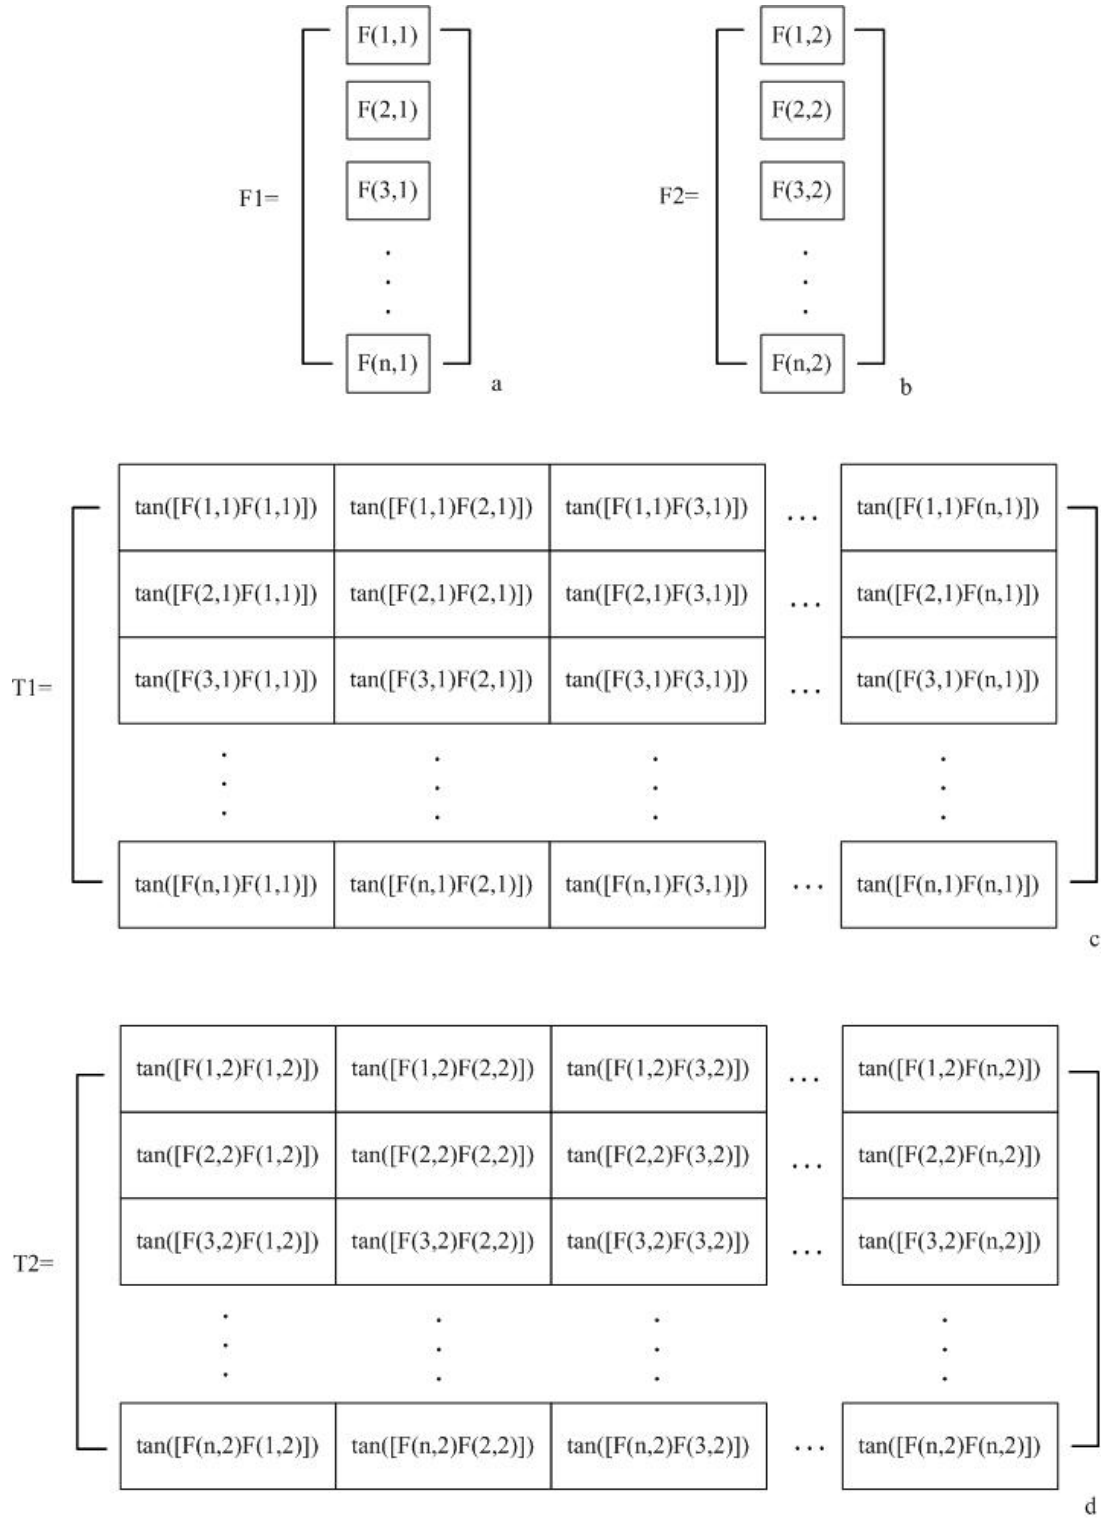 F(1,1) F(1,2)
F(2,1) F(2,2)
F1= F(3,1) F2= F(3,2)
. .
. .
. .
F(n,1) a F(n,2) b
tan([F(1,1)F(1,1)]) tan([F(1,1)F(2,1)]) tan([F(1,1)F(3,1)]) ... tan([F(1,1)F(n,1)])
tan([F(2,1)F(1,1)]) tan([F(2,1)F(2,1)]) tan([F(2,1)F(3,1)]) ... tan([F(2,1)F(n,1)])
T1= tan([F(3,1)F(1,1)]) tan([F(3,1)F(2,1)]) tan([F(3,1)F(3,1)]) ... tan([F(3,1)F(n,1)])
. . . .
. . . .
. . . .
tan([F(n,1)F(1,1)]) tan([F(n,1)F(2,1)]) tan([F(n,1)F(3,1)]) ... tan([F(n,1)F(n,1)])
c
tan([F(1,2)F(1,2)]) tan([F(1,2)F(2,2)]) tan([F(1,2)F(3,2)]) ... tan([F(1,2)F(n,2)])
tan([F(2,2)F(1,2)]) tan([F(2,2)F(2,2)]) tan([F(2,2)F(3,2)]) ... tan([F(2,2)F(n,2)])
T2= tan([F(3,2)F(1,2)]) tan([F(3,2)F(2,2)]) tan([F(3,2)F(3,2)]) ... tan([F(3,2)F(n,2)])
. . . .
. . . .
. . . .
tan([F(n,2)F(1,2)]) tan([F(n,2)F(2,2)]) tan([F(n,2)F(3,2)]) ... tan([F(n,2)F(n,2)])
d